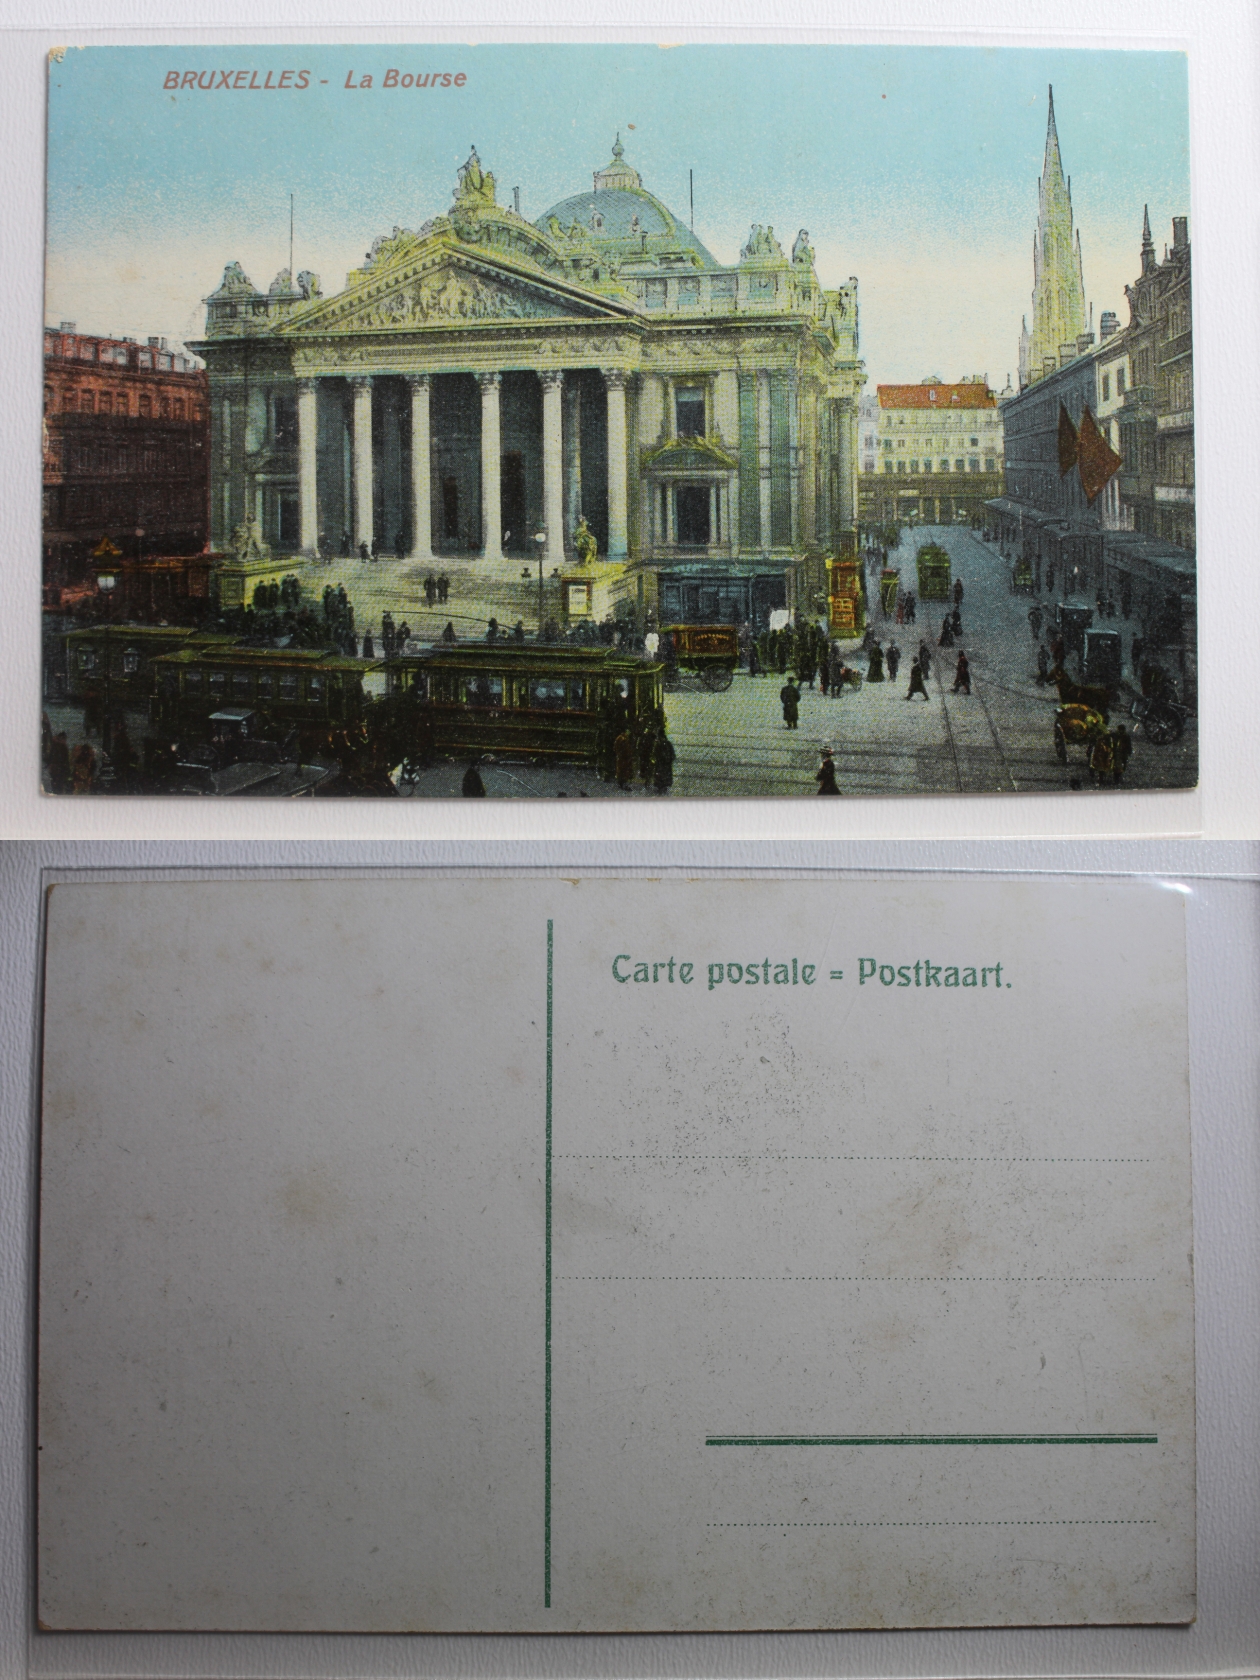 BRUXELLES - La Bourse
Carte postale = Postkaart.